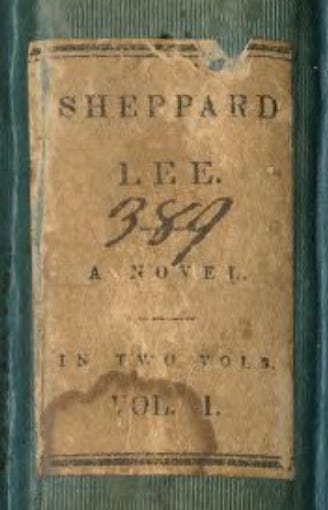 SHEPPARD
LEE.
389
A NOVEL.
IN TWO VOLS.
VOL. I.